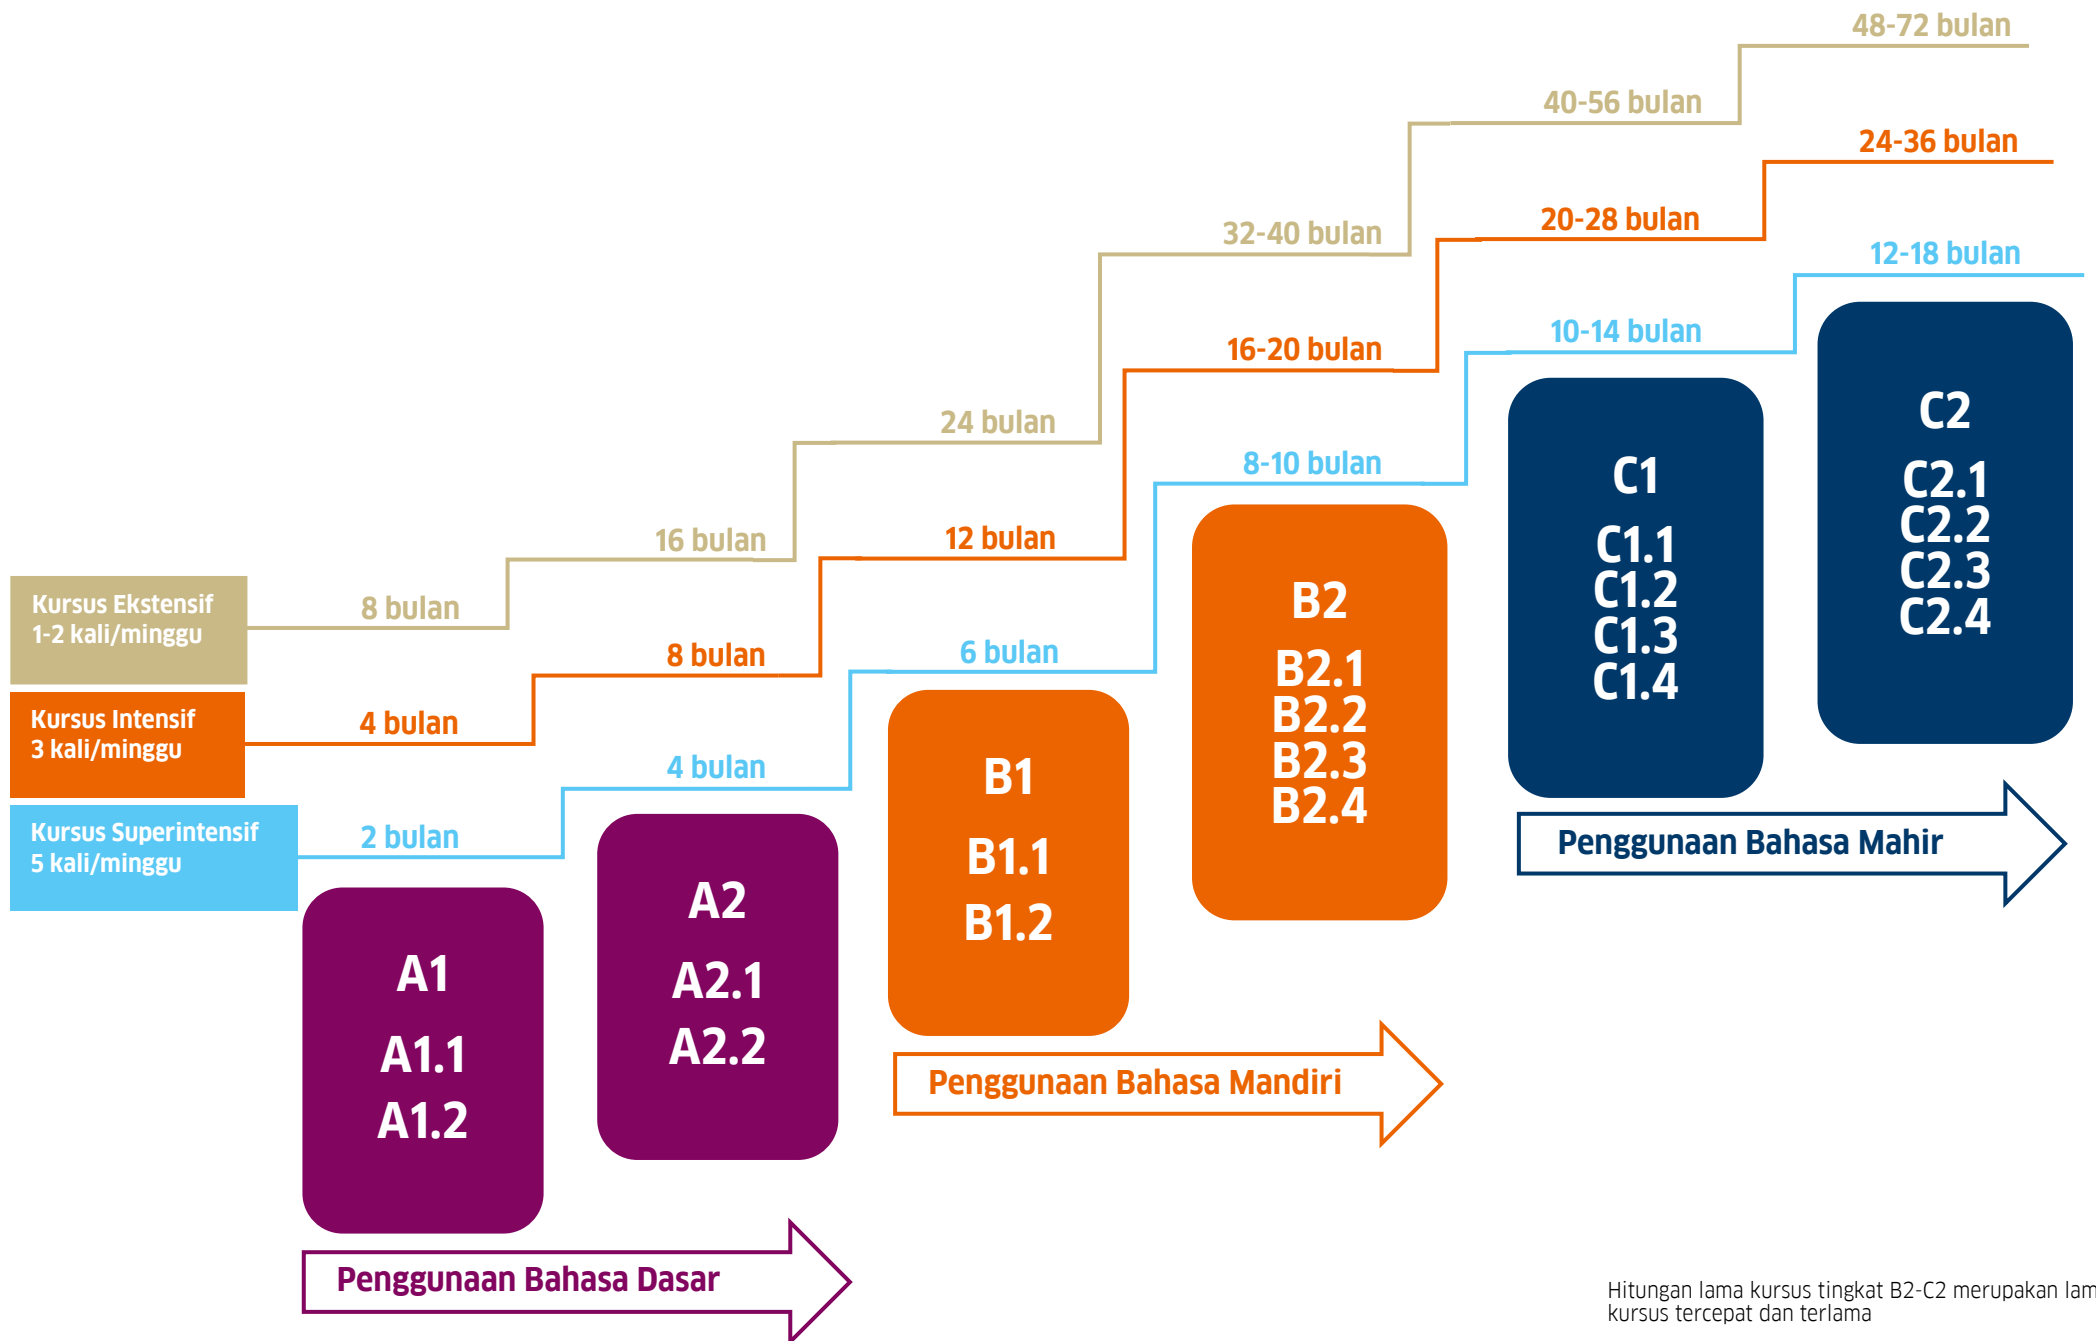 48-72 bulan
40-56 bulan
24-36 bulan
20-28 bulan
32-40 bulan
12-18 bulan
10-14 bulan
16-20 bulan
24 bulan
8-10 bulan
16 bulan
12 bulan
Kursus Ekstensif
1-2 kali/minggu
8 bulan
8 bulan
6 bulan
Kursus Intensif
3 kali/minggu
4 bulan
4 bulan
Kursus Superintensif
5 kali/minggu
2 bulan
A1
A1.1
A1.2
A2
A2.1
A2.2
B1
B1.1
B1.2
B2
B2.1
B2.2
B2.3
B2.4
C1
C1.1
C1.2
C1.3
C1.4
C2
C2.1
C2.2
C2.3
C2.4
Penggunaan Bahasa Mahir
Penggunaan Bahasa Mandiri
Penggunaan Bahasa Dasar
Hitungan lama kursus tingkat B2-C2 merupakan lam
kursus tercepat dan terlama